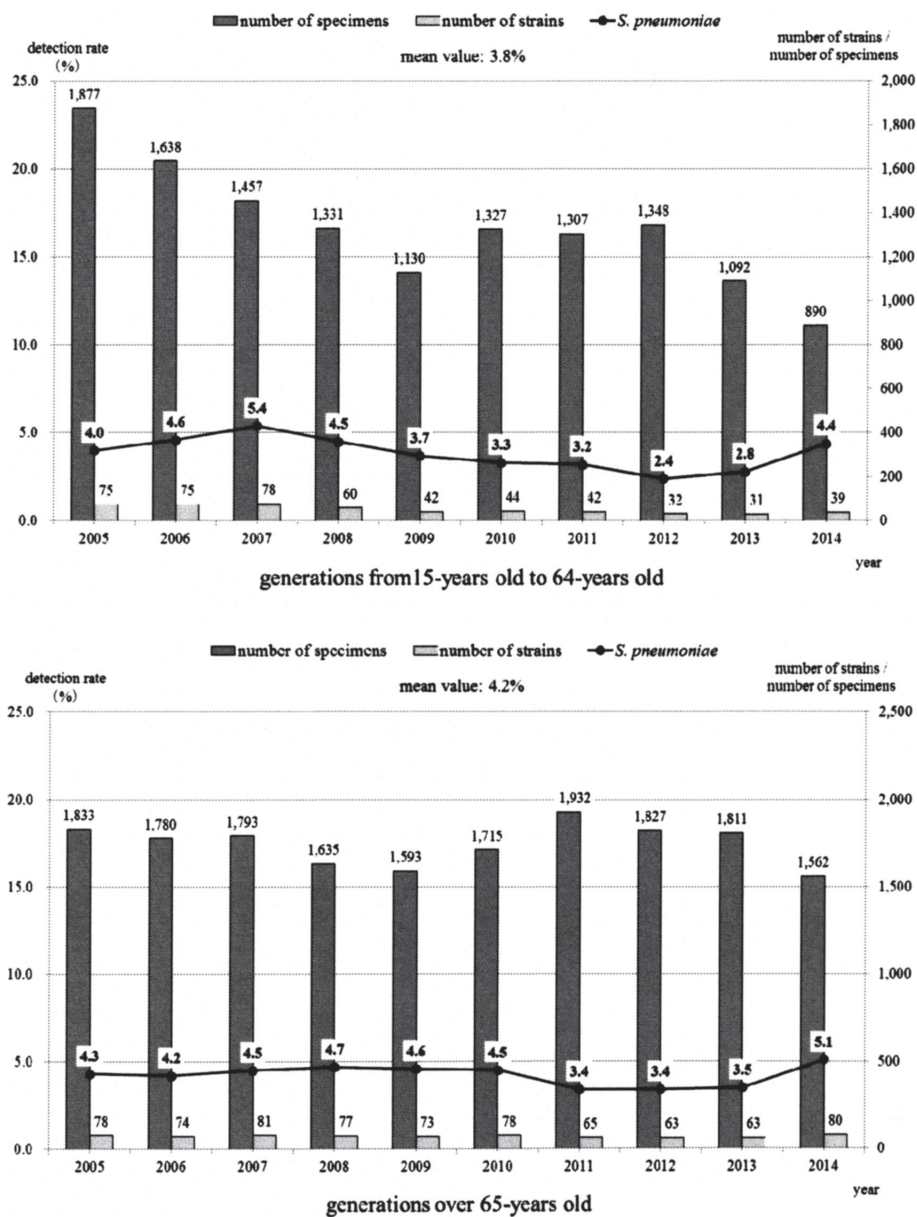 number of specimens number of strains S. pneumoniae
detection rate
(%)
mean value: 3.8%
number of strains /
number of specimens
25.0 2,000
1,877
1,800
1,638
20.0 1,600
1,457
1,400
1,331 1,327 1,307 1,348
15.0 1,200
1,130 1,092
1,000
890
10.0 800
600
4.0 4.6 5.4 4.5 3.7 3.3 3.2 2.4 2.8 4.4
5.0 400
200
75 75 78 60 42 44 42 32 31 39
0.0 0
2005 2006 2007 2008 2009 2010 2011 2012 2013 2014
year
generations from15-years old to 64-years old
number of specimens number of strains S. pneumoniae
detection rate
(%)
mean value: 4.2%
number of strains /
number of specimens
25.0 2,500
20.0 2,000
1,833 1,780 1,793 1,635 1,593 1,715 1,932 1,827 1,811 1,562
15.0 1,500
10.0 1,000
5.0 500
4.3 4.2 4.5 4.7 4.6 4.5 3.4 3.4 3.5 5.1
78 74 81 77 73 78 65 63 63 80
0.0 0
2005 2006 2007 2008 2009 2010 2011 2012 2013 2014
year
generations over 65-years old